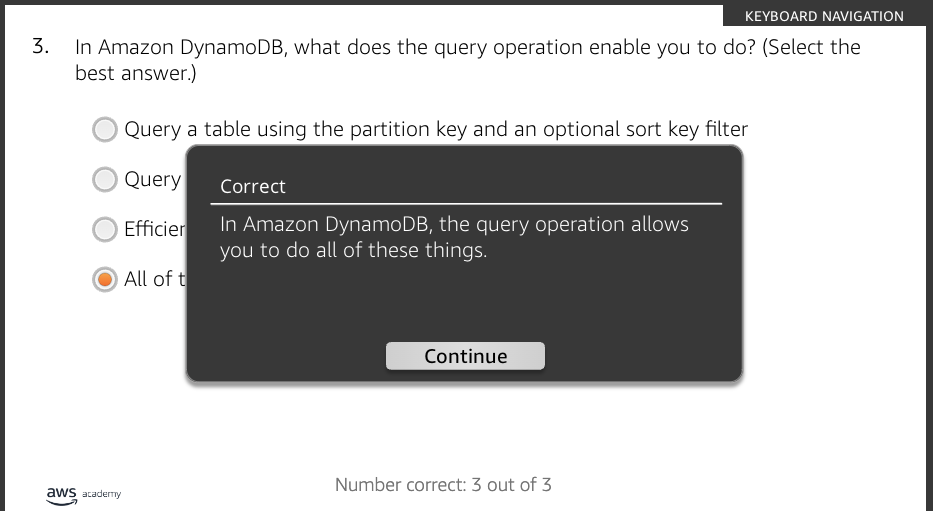 KEYBOARD NAVIGATION
3. In Amazon DynamoDB, what does the query operation enable you to do? (Select the
best answer.)
Query a table using the partition key and an optional sort key filter
Query
All of
Correct
In Amazon DynamoDB, the query operation allows
you to do all of these things.
Continue
Number correct: 3 out of 3
aws academy